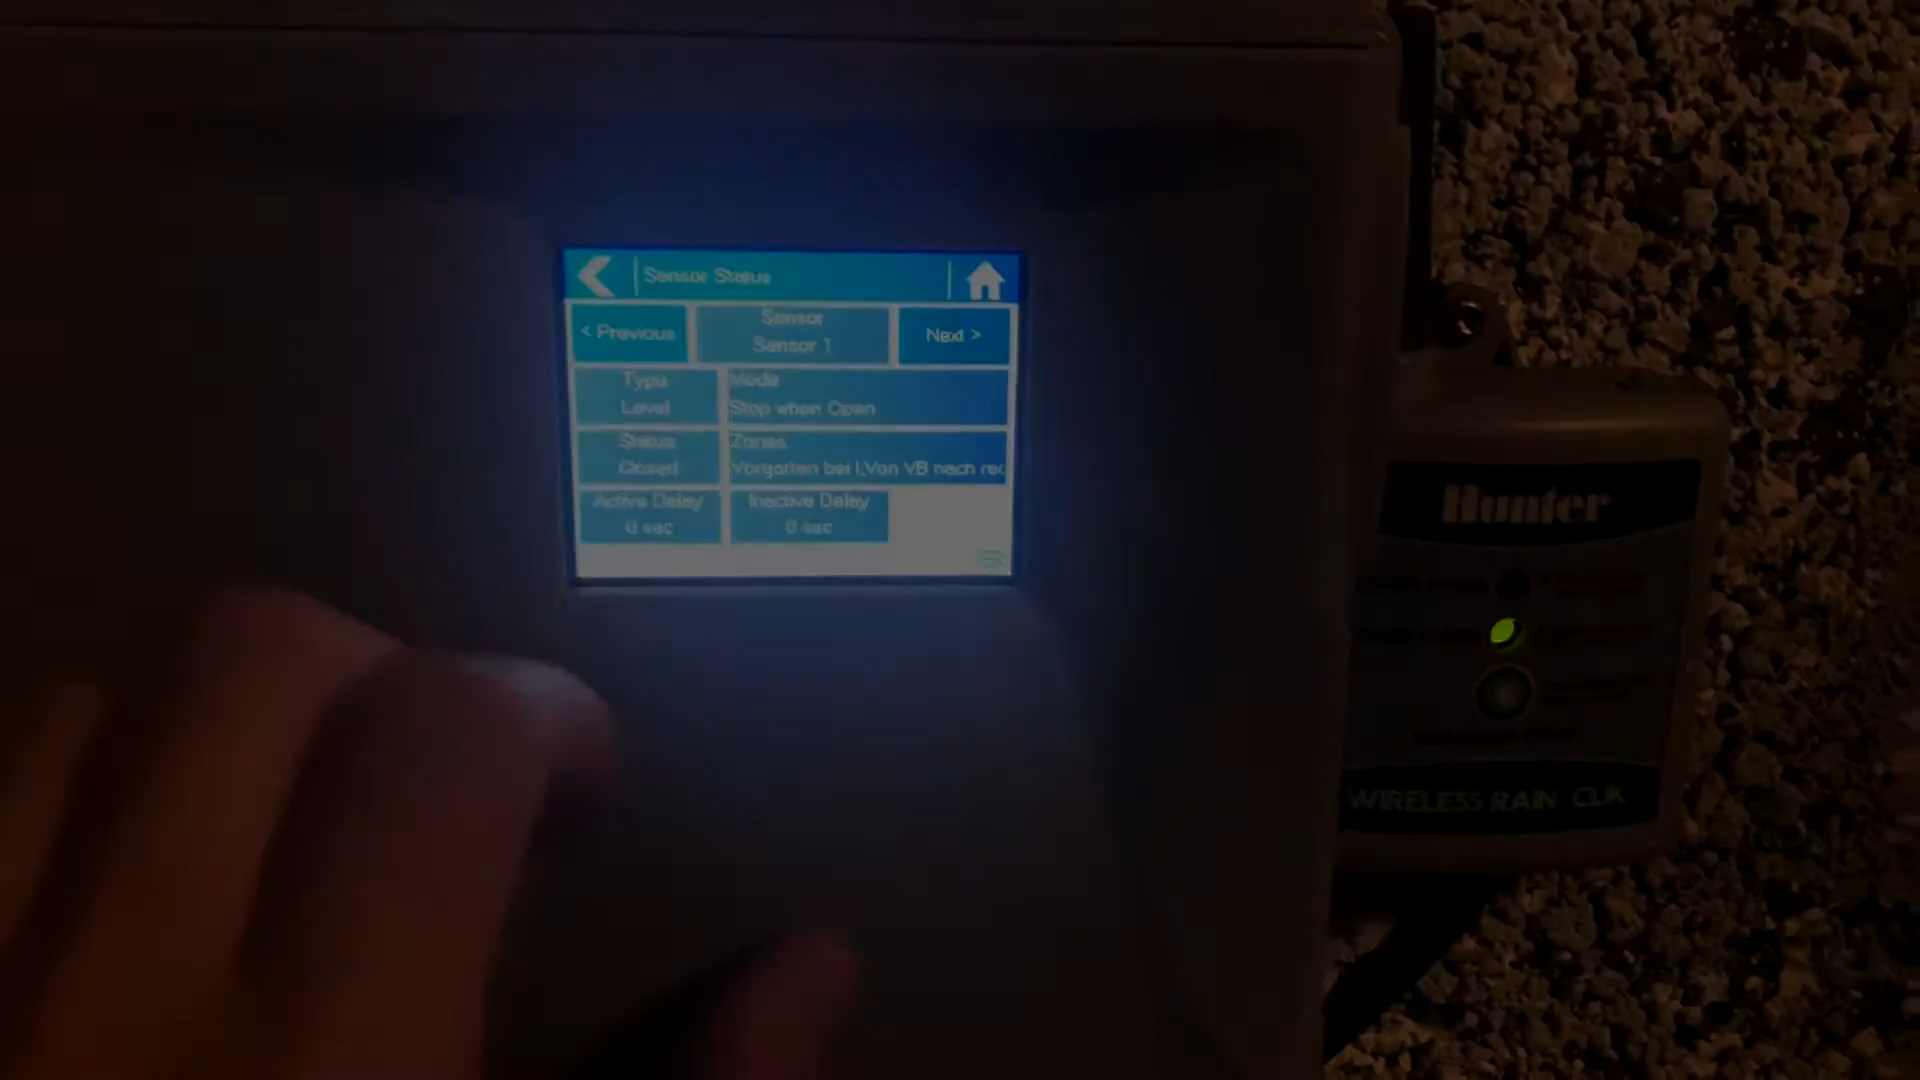 Sensor Status
< Previous
Sensor
Sensor 1
Next >
Type
Level
Mode
Stop when Open
Status
Closed
Zones
Vorgarten bei l,Von VB nach rec
Active Delay
0 sec
Inactive Delay
0 sec
Hunter
WIRELESS RAIN CLIK